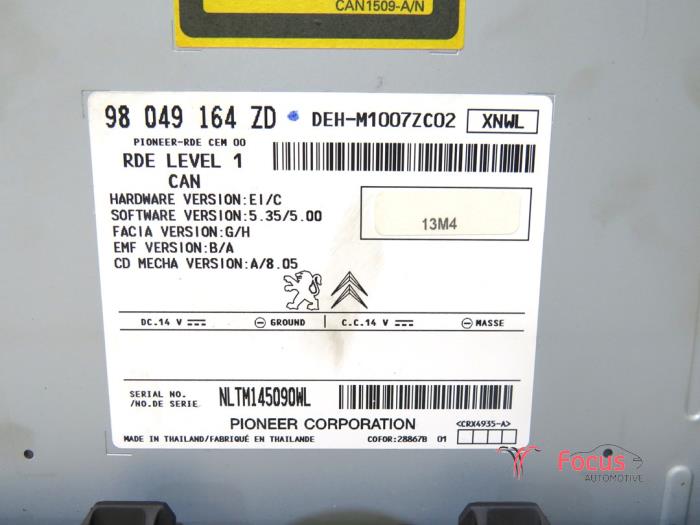 CAN1509-A/N
98 049 164 ZD DEH-M1007ZC02 XNWL
PIONEER-RDE CEM 00
RDE LEVEL 1
CAN
HARDWARE VERSION:EI/C
SOFTWARE VERSION:5.35/5.00
FACIA VERSION:G/H
EMF VERSION:B/A
CD MECHA VERSION:A/8.05
13M4
DC.14 V GROUND C.C.14 V MASSE
SERIAL NO.
/NO.DE SERIE
NLTM145090WL
PIONEER CORPORATION <CRX4935-A>
MADE IN THAILAND/FABRIQUÉ EN THAILANDE COFOR:28867B 01
Focus
AUTOMOTIVE